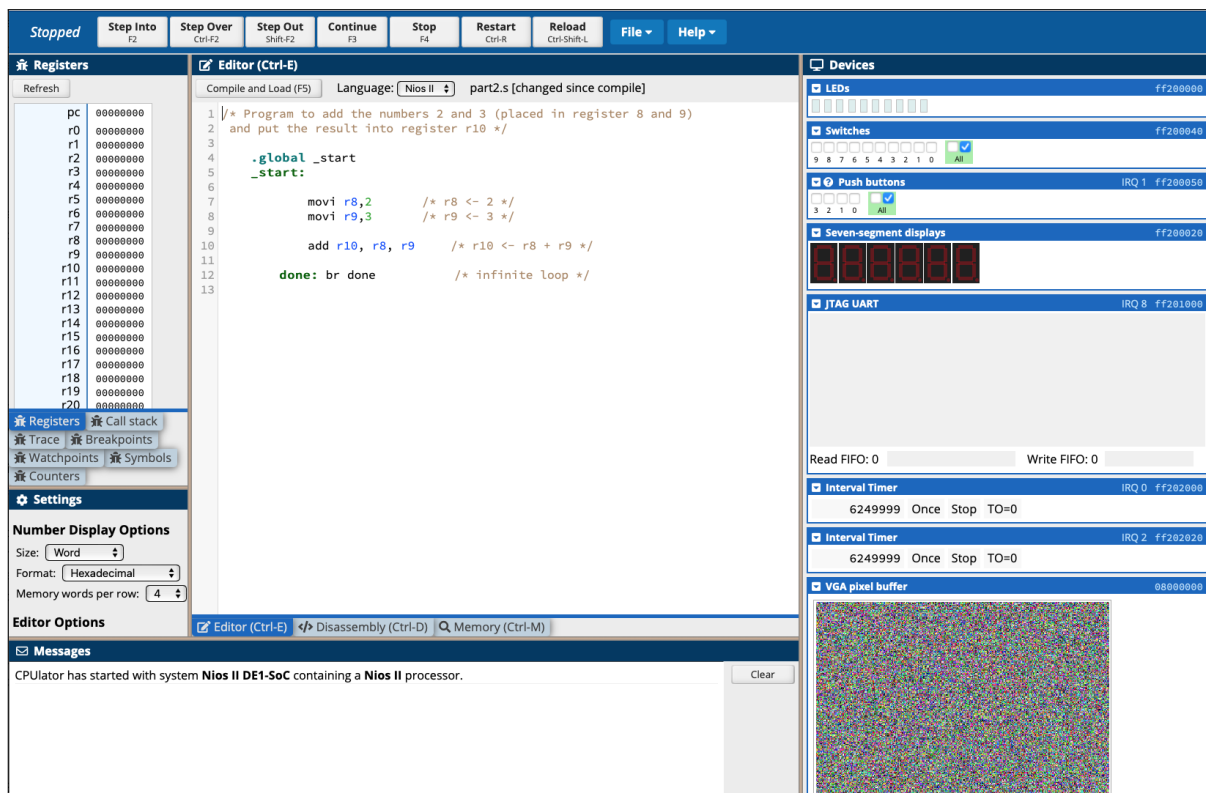 Stopped
Step Into
F2
Step Over
Ctrl-F2
Step Out
Shift-F2
Continue
F3
Stop
F4
Restart
Ctrl-R
Reload
Ctrl-Shift-L
File
Help
Registers
Refresh
pc 00000000
r0 00000000
r1 00000000
r2 00000000
r3 00000000
r4 00000000
r5 00000000
r6 00000000
r7 00000000
r8 00000000
r9 00000000
r10 00000000
r11 00000000
r12 00000000
r13 00000000
r14 00000000
r15 00000000
r16 00000000
r17 00000000
r18 00000000
r19 00000000
r20 00000000
Registers Call stack
Trace Breakpoints
Watchpoints Symbols
Counters
Settings
Number Display Options
Size: Word
Format: Hexadecimal
Memory words per row: 4
Editor Options
Editor (Ctrl-E)
Compile and Load (F5) Language: Nios II part2.s [changed since compile]
1 /* Program to add the numbers 2 and 3 (placed in register 8 and 9)
2 and put the result into register r10 */
3
4 .global _start
5 _start:
6
7 movi r8,2 /* r8 <- 2 */
8 movi r9,3 /* r9 <- 3 */
9
10 add r10, r8, r9 /* r10 <- r8 + r9 */
11
12 done: br done /* infinite loop */
13
Editor (Ctrl-E) Disassembly (Ctrl-D) Memory (Ctrl-M)
Messages
CPUlator has started with system Nios II DE1-SoC containing a Nios II processor.
Clear
Devices
LEDs ff200000
Switches ff200040
9 8 7 6 5 4 3 2 1 0 All
Push buttons IRQ 1 ff200050
3 2 1 0 All
Seven-segment displays ff200020
JTAG UART IRQ 8 ff201000
Read FIFO: 0 Write FIFO: 0
Interval Timer IRQ 0 ff202000
6249999 Once Stop TO=0
Interval Timer IRQ 2 ff202020
6249999 Once Stop TO=0
VGA pixel buffer 08000000